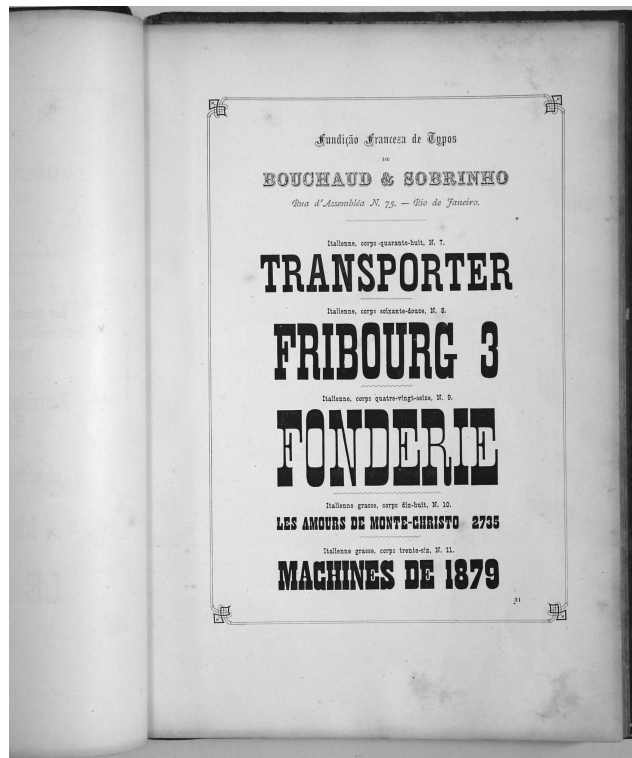 Fundição Franceza de Typos
DE
BOUCHAUD & SOBRINHO
Rua d'Assembléa N. 75. — Rio de Janeiro.
Italienne, corps quarante-huit, N. 7.
TRANSPORTER
Italienne, corps soixante-douze, N. 8.
FRIBOURG 3
Italienne, corps quatre-vingt-seize, N. 9.
FONDERIE
Italienne grasse, corps dix-huit, N. 10.
LES AMOURS DE MONTE-CHRISTO 2735
Italienne grasse, corps trente-six, N. 11.
MACHINES DE 1879